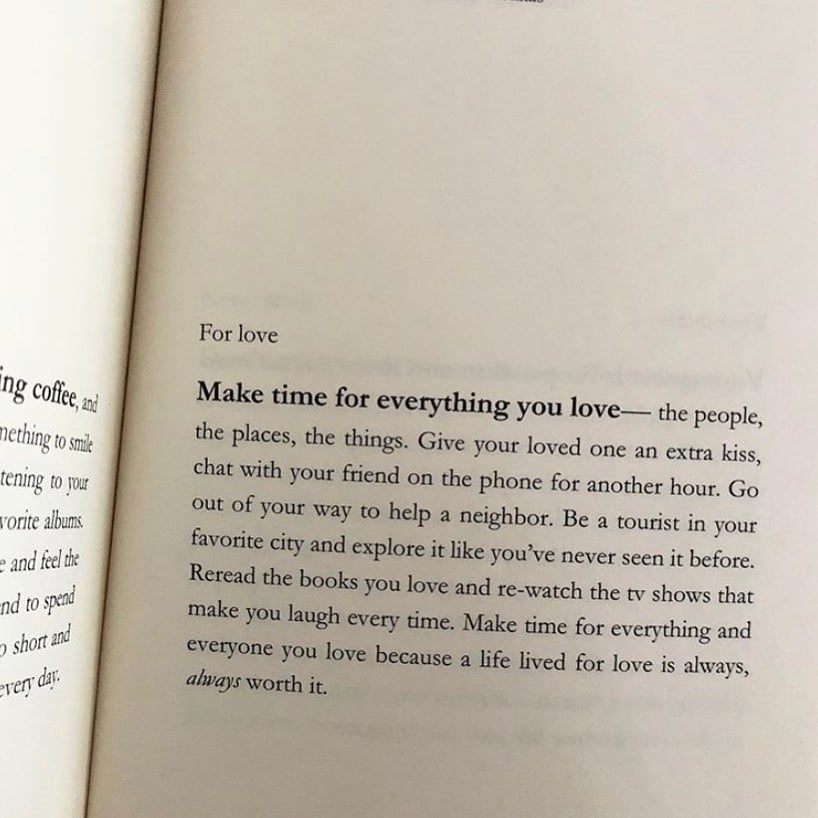 ing coffee, and
mething to smile
tening to your
vorite albums.
e and feel the
nd to spend
o short and
every day.
For love
Make time for everything you love— the people,
the places, the things. Give your loved one an extra kiss,
chat with your friend on the phone for another hour. Go
out of your way to help a neighbor. Be a tourist in your
favorite city and explore it like you've never seen it before.
Reread the books you love and re-watch the tv shows that
make you laugh every time. Make time for everything and
everyone you love because a life lived for love is always,
always worth it.